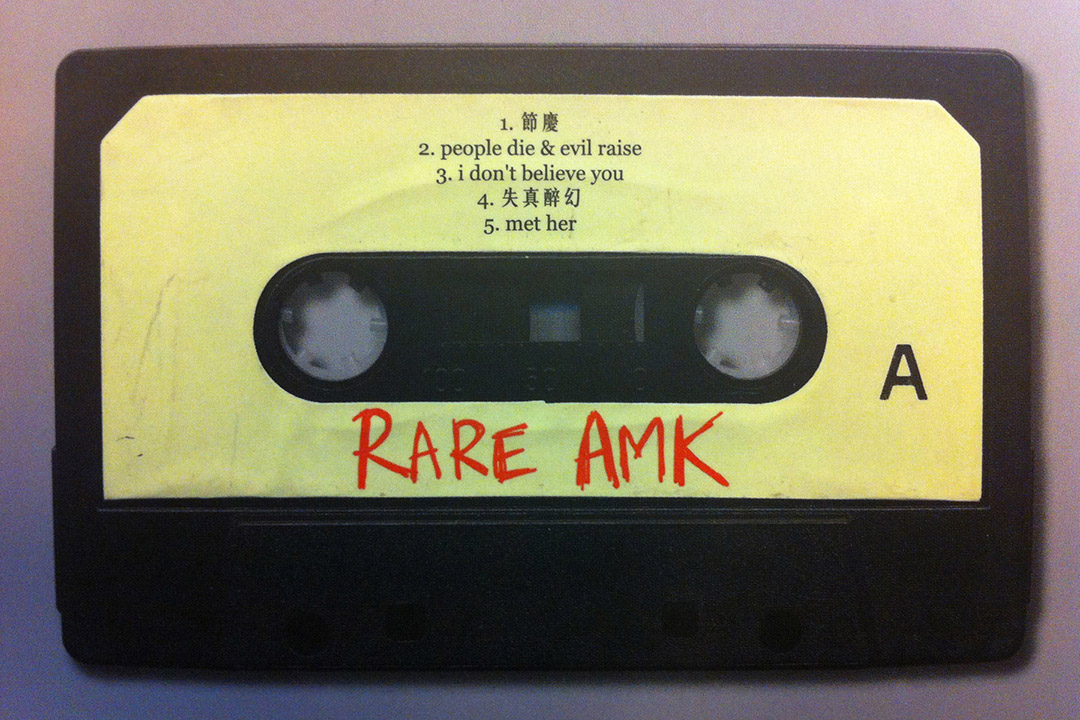 1. 節慶
2. people die & evil raise
3. i don't believe you
4. 失真醉幻
5. met her
A
RARE AMK